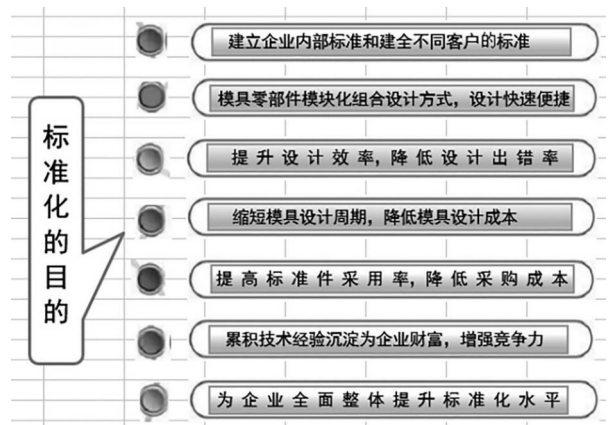 标准化的目的
建立企业内部标准和建全不同客户的标准
模具零部件模块化组合设计方式，设计快速便捷
提升设计效率，降低设计出错率
缩短模具设计周期，降低模具设计成本
提高标准件采用率，降低采购成本
累积技术经验沉淀为企业财富，增强竞争力
为企业全面整体提升标准化水平